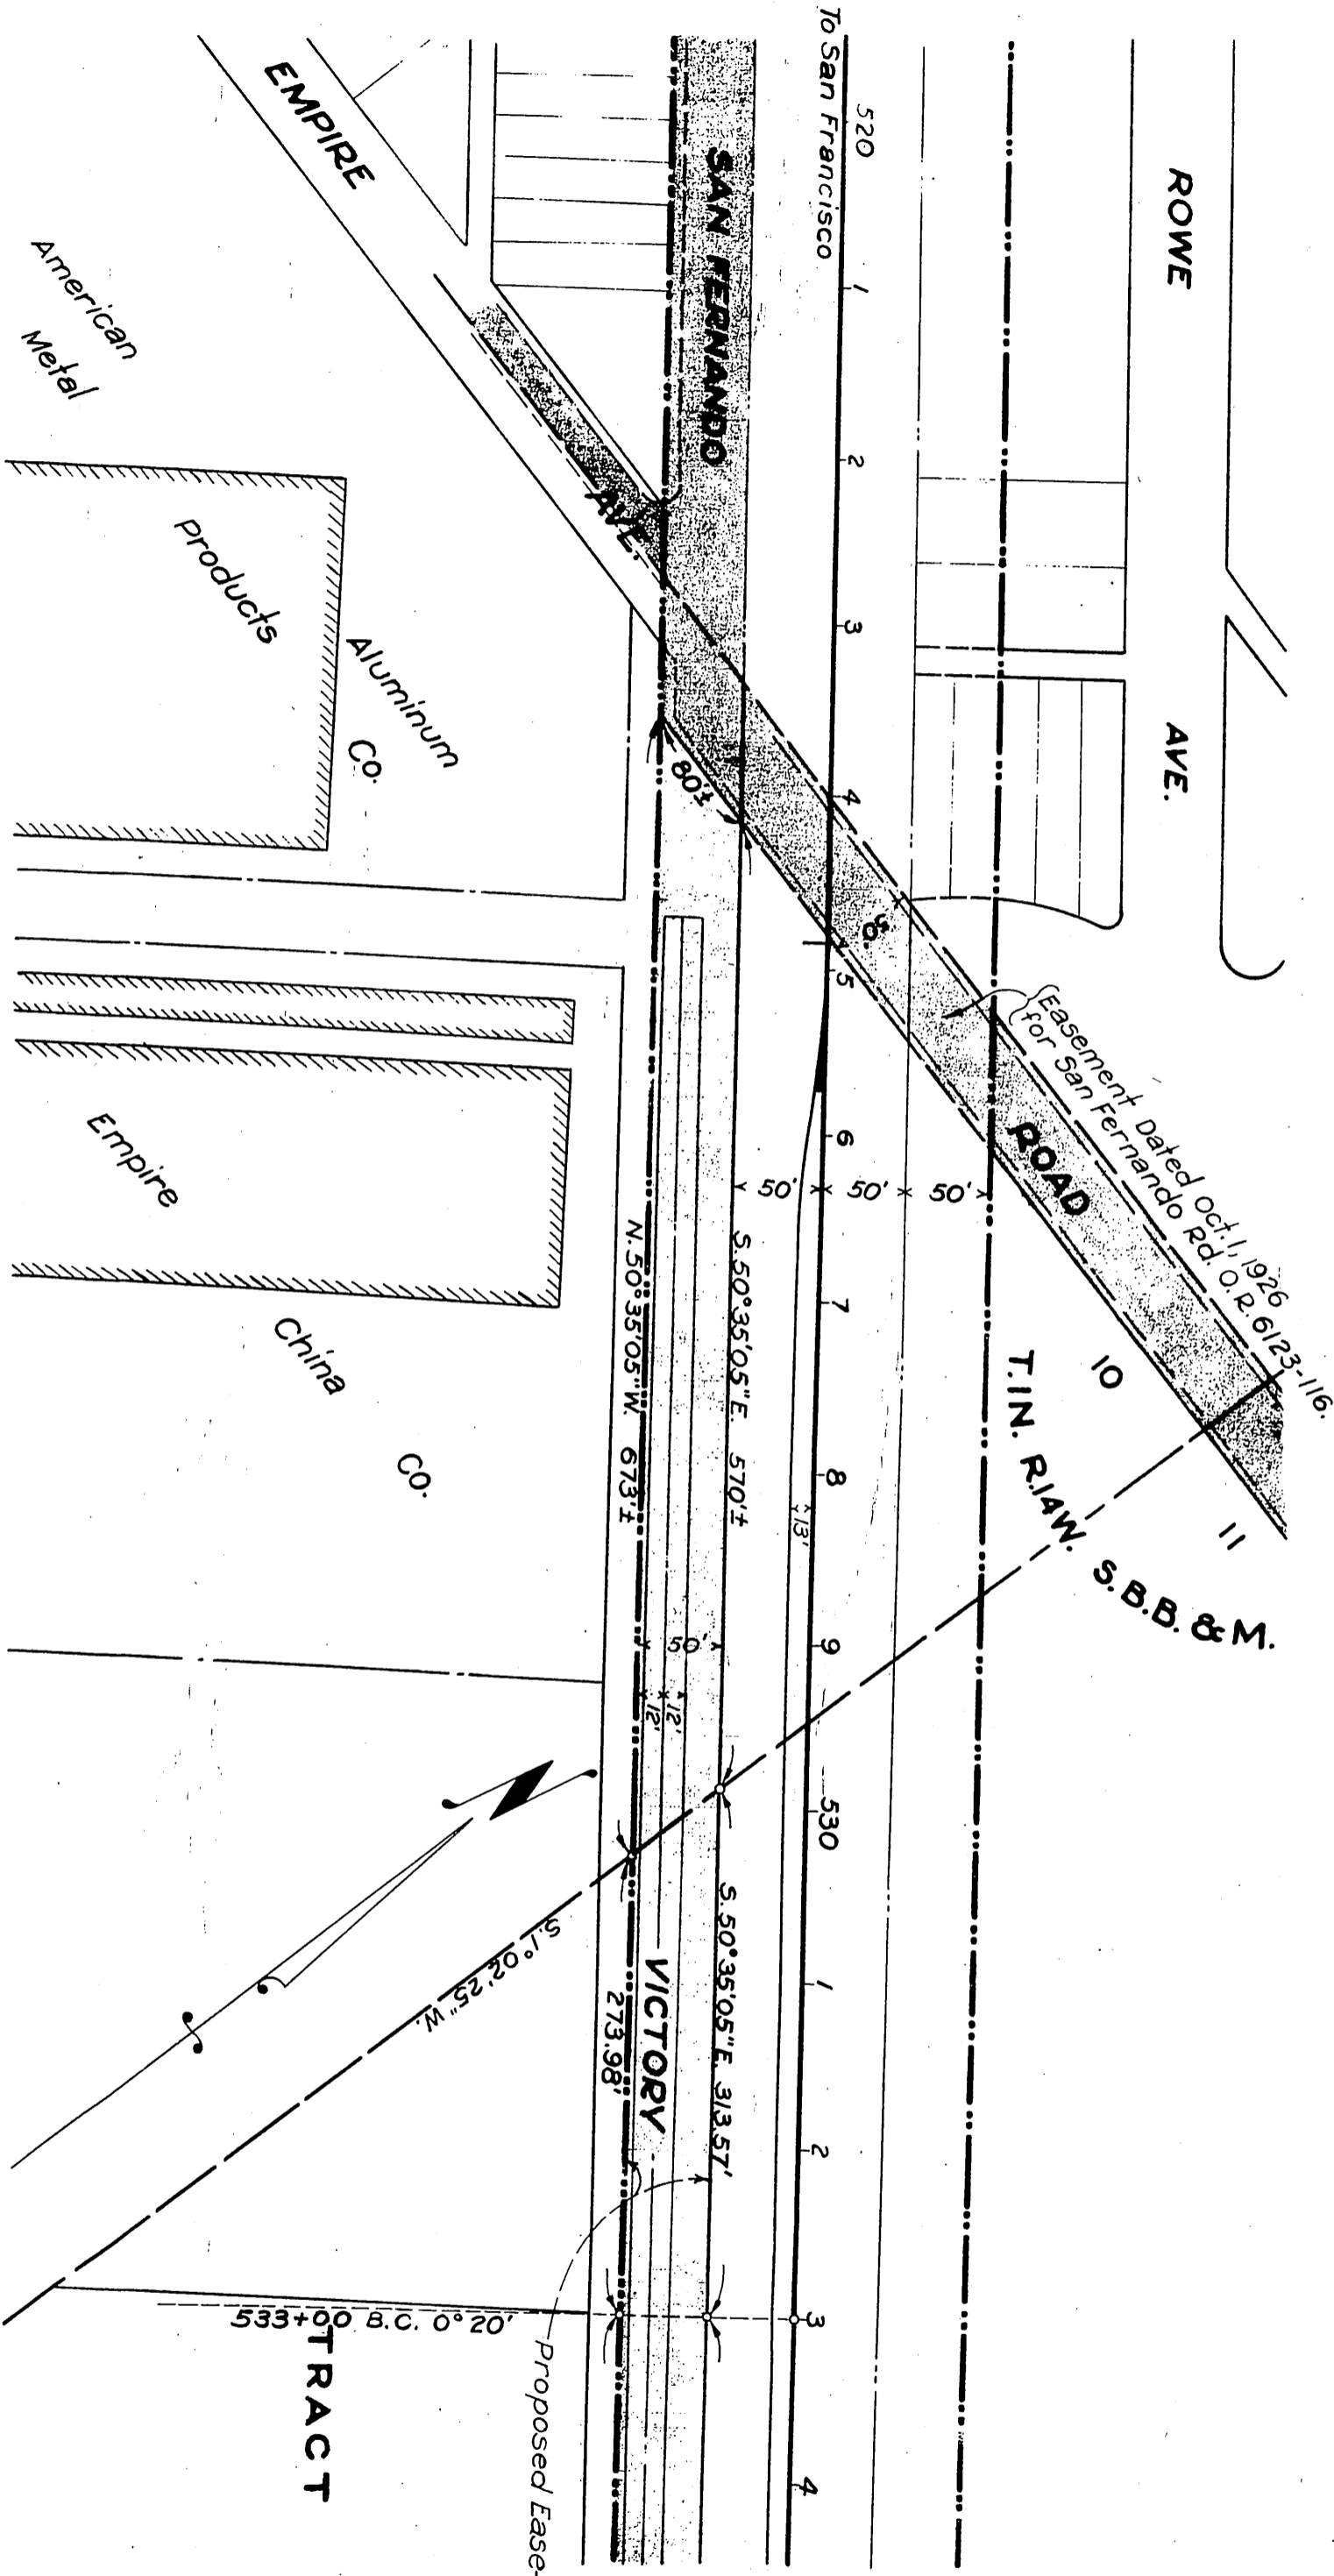 To San Francisco
520
1
2
3
4
5
6
7
8
9
530
1
2
3
4
ROWE
AVE.
EMPIRE
AVE.
SAN FERNANDO
ROAD
American
Metal
Products
Aluminum
Co.
80'±
50'
Easement Dated Oct. 1, 1926
for San Fernando Rd. O.R. 6123-116.
50' 50' 50'
Empire
China
Co.
N.50°35'05"W. 673'±
S.50°35'05"E. 570'±
13'
10
11
T.1N. R.14W. S.B.B. & M.
50'
12' 12'
S.1°02'25"W.
VICTORY
273.98'
S.50°35'05"E. 313.57'
533+00 B.C. 0°20'
TRACT
Proposed Ease-